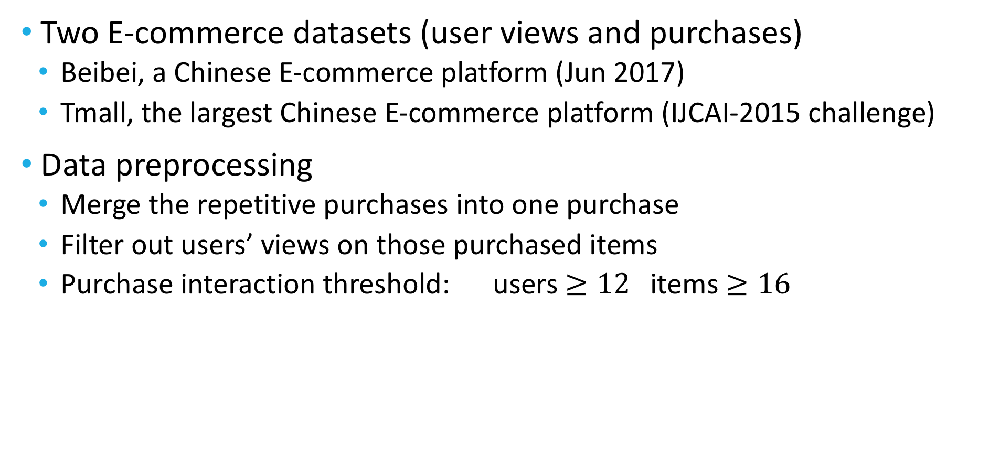 • Two E-commerce datasets (user views and purchases)
• Beibei, a Chinese E-commerce platform (Jun 2017)
• Tmall, the largest Chinese E-commerce platform (IJCAI-2015 challenge)
• Data preprocessing
• Merge the repetitive purchases into one purchase
• Filter out users’ views on those purchased items
• Purchase interaction threshold: users ≥ 12 items ≥ 16